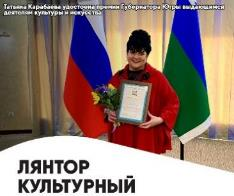 Татьяна Карабаева удостоена премии Губернатора Югры выдающимся
деятелям культуры и искусства
ЛЯНТОР
КУЛЬТУРНЫЙ